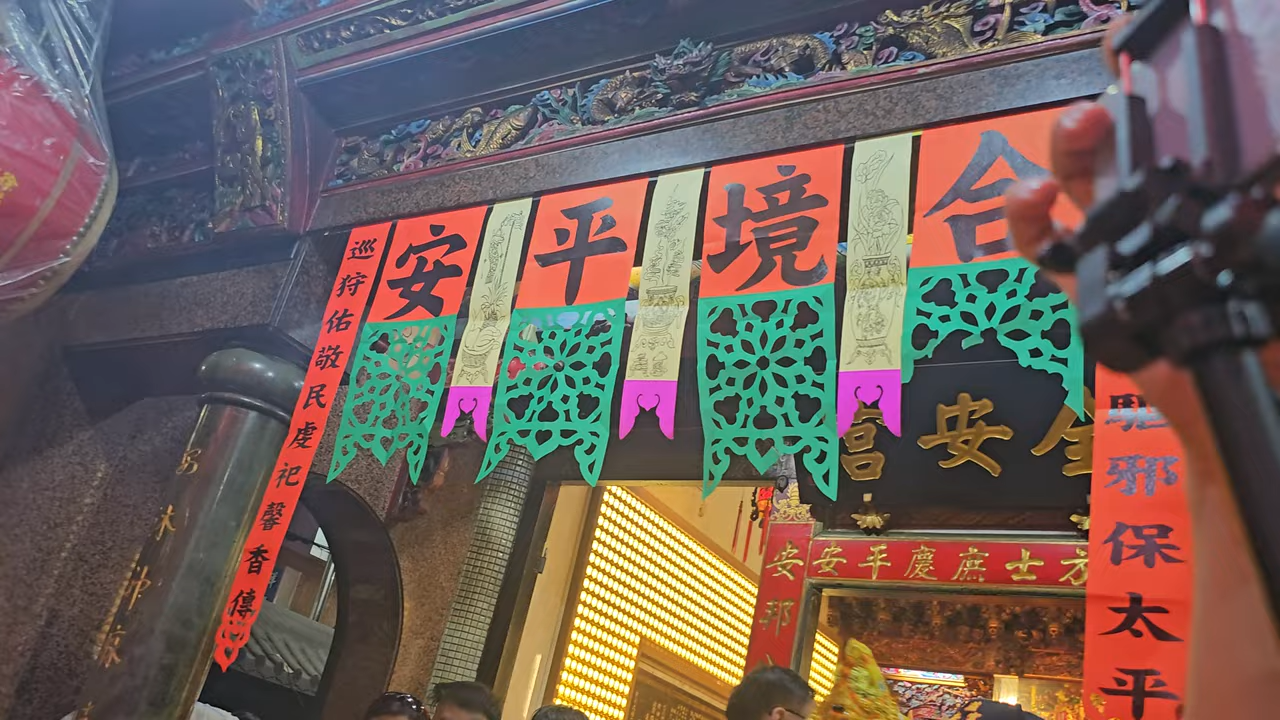 合境平安
巡狩佑敬民虔祀馨香傳
驅邪保太平
全安宮
方士庶慶平安
安邦